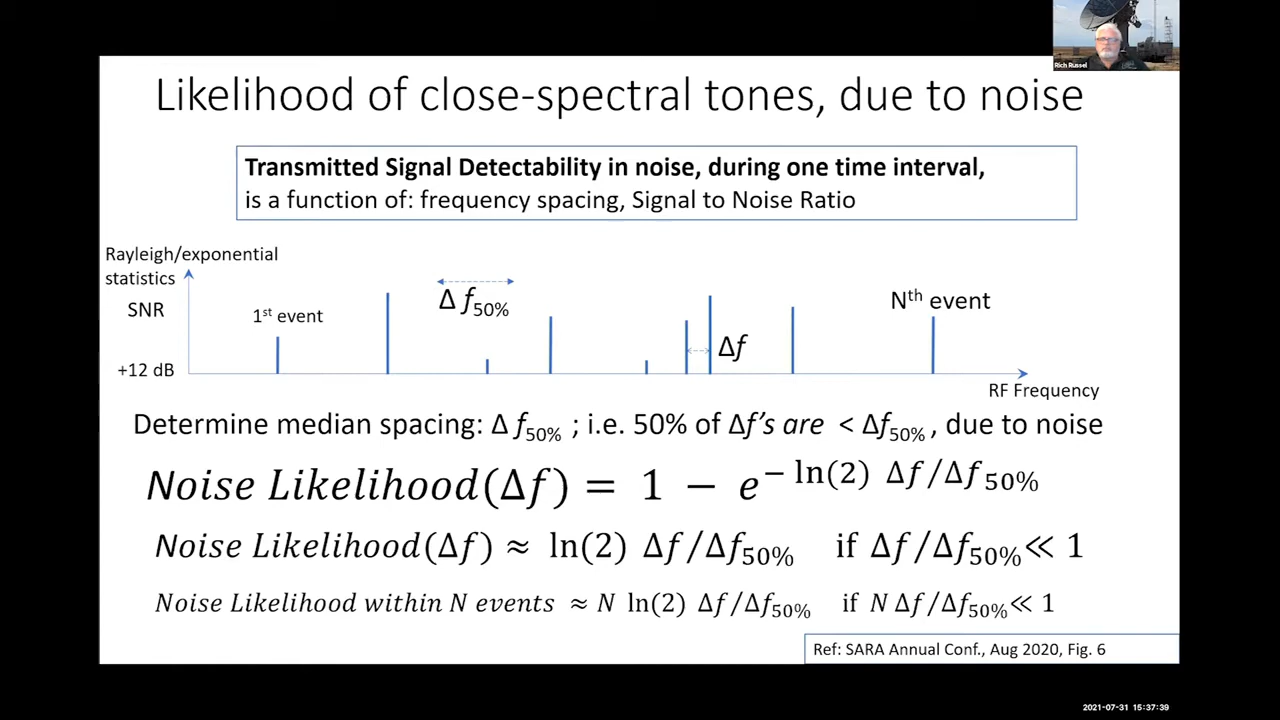 Rich Russel
Likelihood of close-spectral tones, due to noise
Transmitted Signal Detectability in noise, during one time interval,
is a function of: frequency spacing, Signal to Noise Ratio
Rayleigh/exponential
statistics
SNR
+12 dB
1st event
Δ f50%
Δf
Nth event
RF Frequency
Determine median spacing: Δ f50% ; i.e. 50% of Δf's are < Δf50% , due to noise
Noise Likelihood(Δf) = 1 − e^− ln(2) Δf/Δf50%
Noise Likelihood(Δf) ≈ ln(2) Δf/Δf50% if Δf/Δf50%≪ 1
Noise Likelihood within N events ≈ N ln(2) Δf/Δf50% if N Δf/Δf50%≪ 1
Ref: SARA Annual Conf., Aug 2020, Fig. 6
2021-07-31 15:37:39